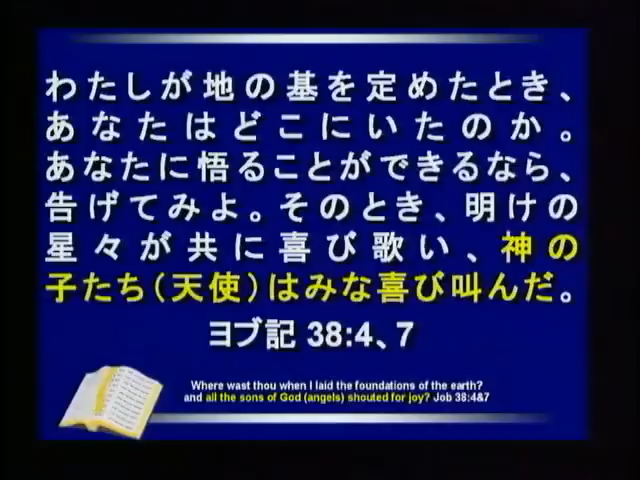 わたしが地の基を定めたとき、
あなたはどこにいたのか。
あなたに悟ることができるなら、
告げてみよ。そのとき、明けの
星々が共に喜び歌い、神の
子たち（天使）はみな喜び叫んだ。
ヨブ記 38:4、7
Where wast thou when I laid the foundations of the earth?
and all the sons of God (angels) shouted for joy? Job 38:4&7